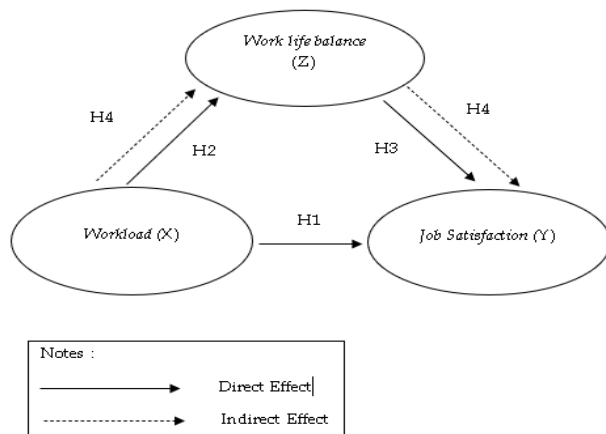 Work life balance
(Z)
H4
H4
H2
H3
Workload (X)
H1
Job Satisfaction (Y)
Notes :
Direct Effect
Indirect Effect